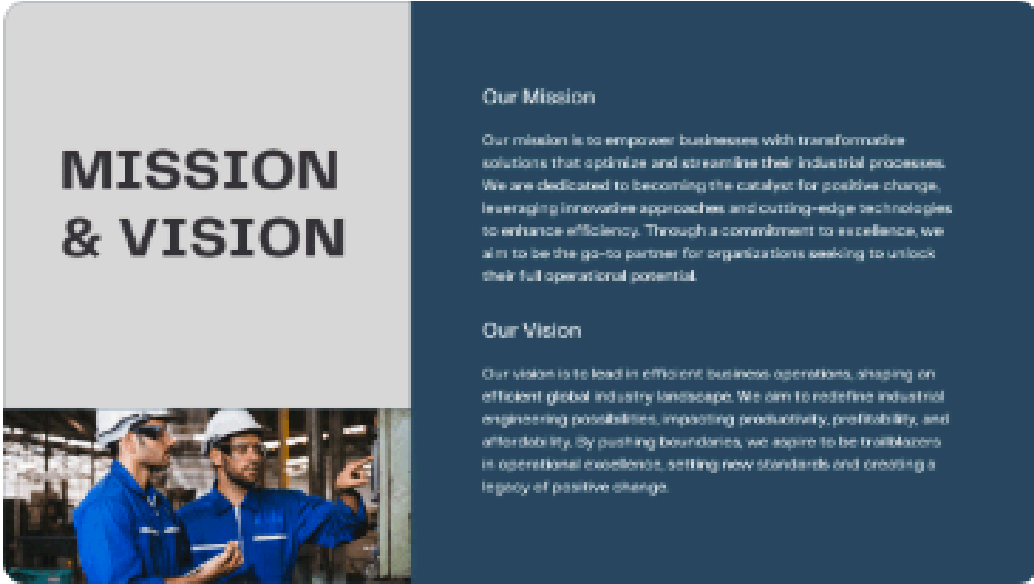 MISSION
& VISION
Our Mission
Our mission is to empower businesses with transformative
solutions that optimize and streamline their industrial processes.
We are dedicated to becoming the catalyst for positive change,
leveraging innovative approaches and cutting-edge technologies
to enhance efficiency. Through a commitment to excellence, we
aim to be the go-to partner for organizations seeking to unlock
their full operational potential.
Our Vision
Our vision is to lead in efficient business operations, shaping an
efficient global industry landscape. We aim to redefine industrial
engineering possibilities, impacting productivity, profitability, and
affordability. By pushing boundaries, we aspire to be trailblazers
in operational excellence, setting new standards and creating a
legacy of positive change.